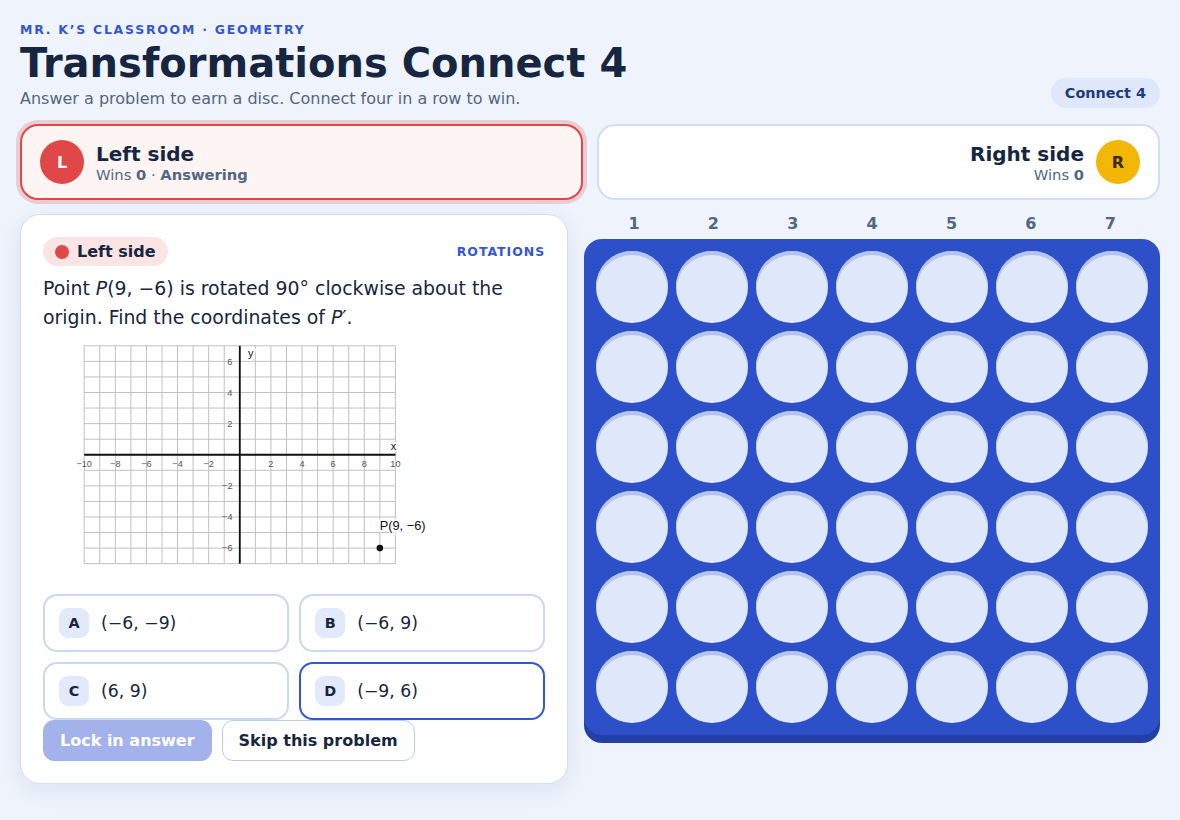 MR. K’S CLASSROOM · GEOMETRY
Transformations Connect 4
Answer a problem to earn a disc. Connect four in a row to win.
Connect 4
L
Left side
Wins 0 · Answering
Right side
Wins 0
R
Left side
ROTATIONS
Point P(9, −6) is rotated 90° clockwise about the
origin. Find the coordinates of P′.
y
6
4
2
x
−10 −8 −6 −4 −2 2 4 6 8 10
−2
−4
P(9, −6)
−6
A (−6, −9)
B (−6, 9)
C (6, 9)
D (−9, 6)
Lock in answer
Skip this problem
1 2 3 4 5 6 7